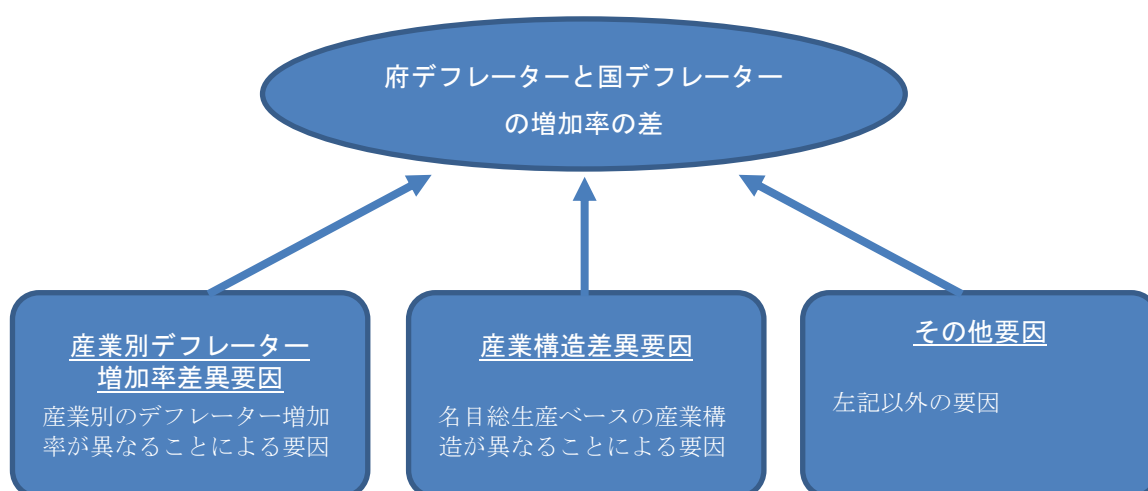 府デフレーターと国デフレーター
の増加率の差
産業別デフレーター
増加率差異要因
産業別のデフレーター増加
率が異なることによる要因
産業構造差異要因
名目総生産ベースの産業構
造が異なることによる要因
その他要因
左記以外の要因